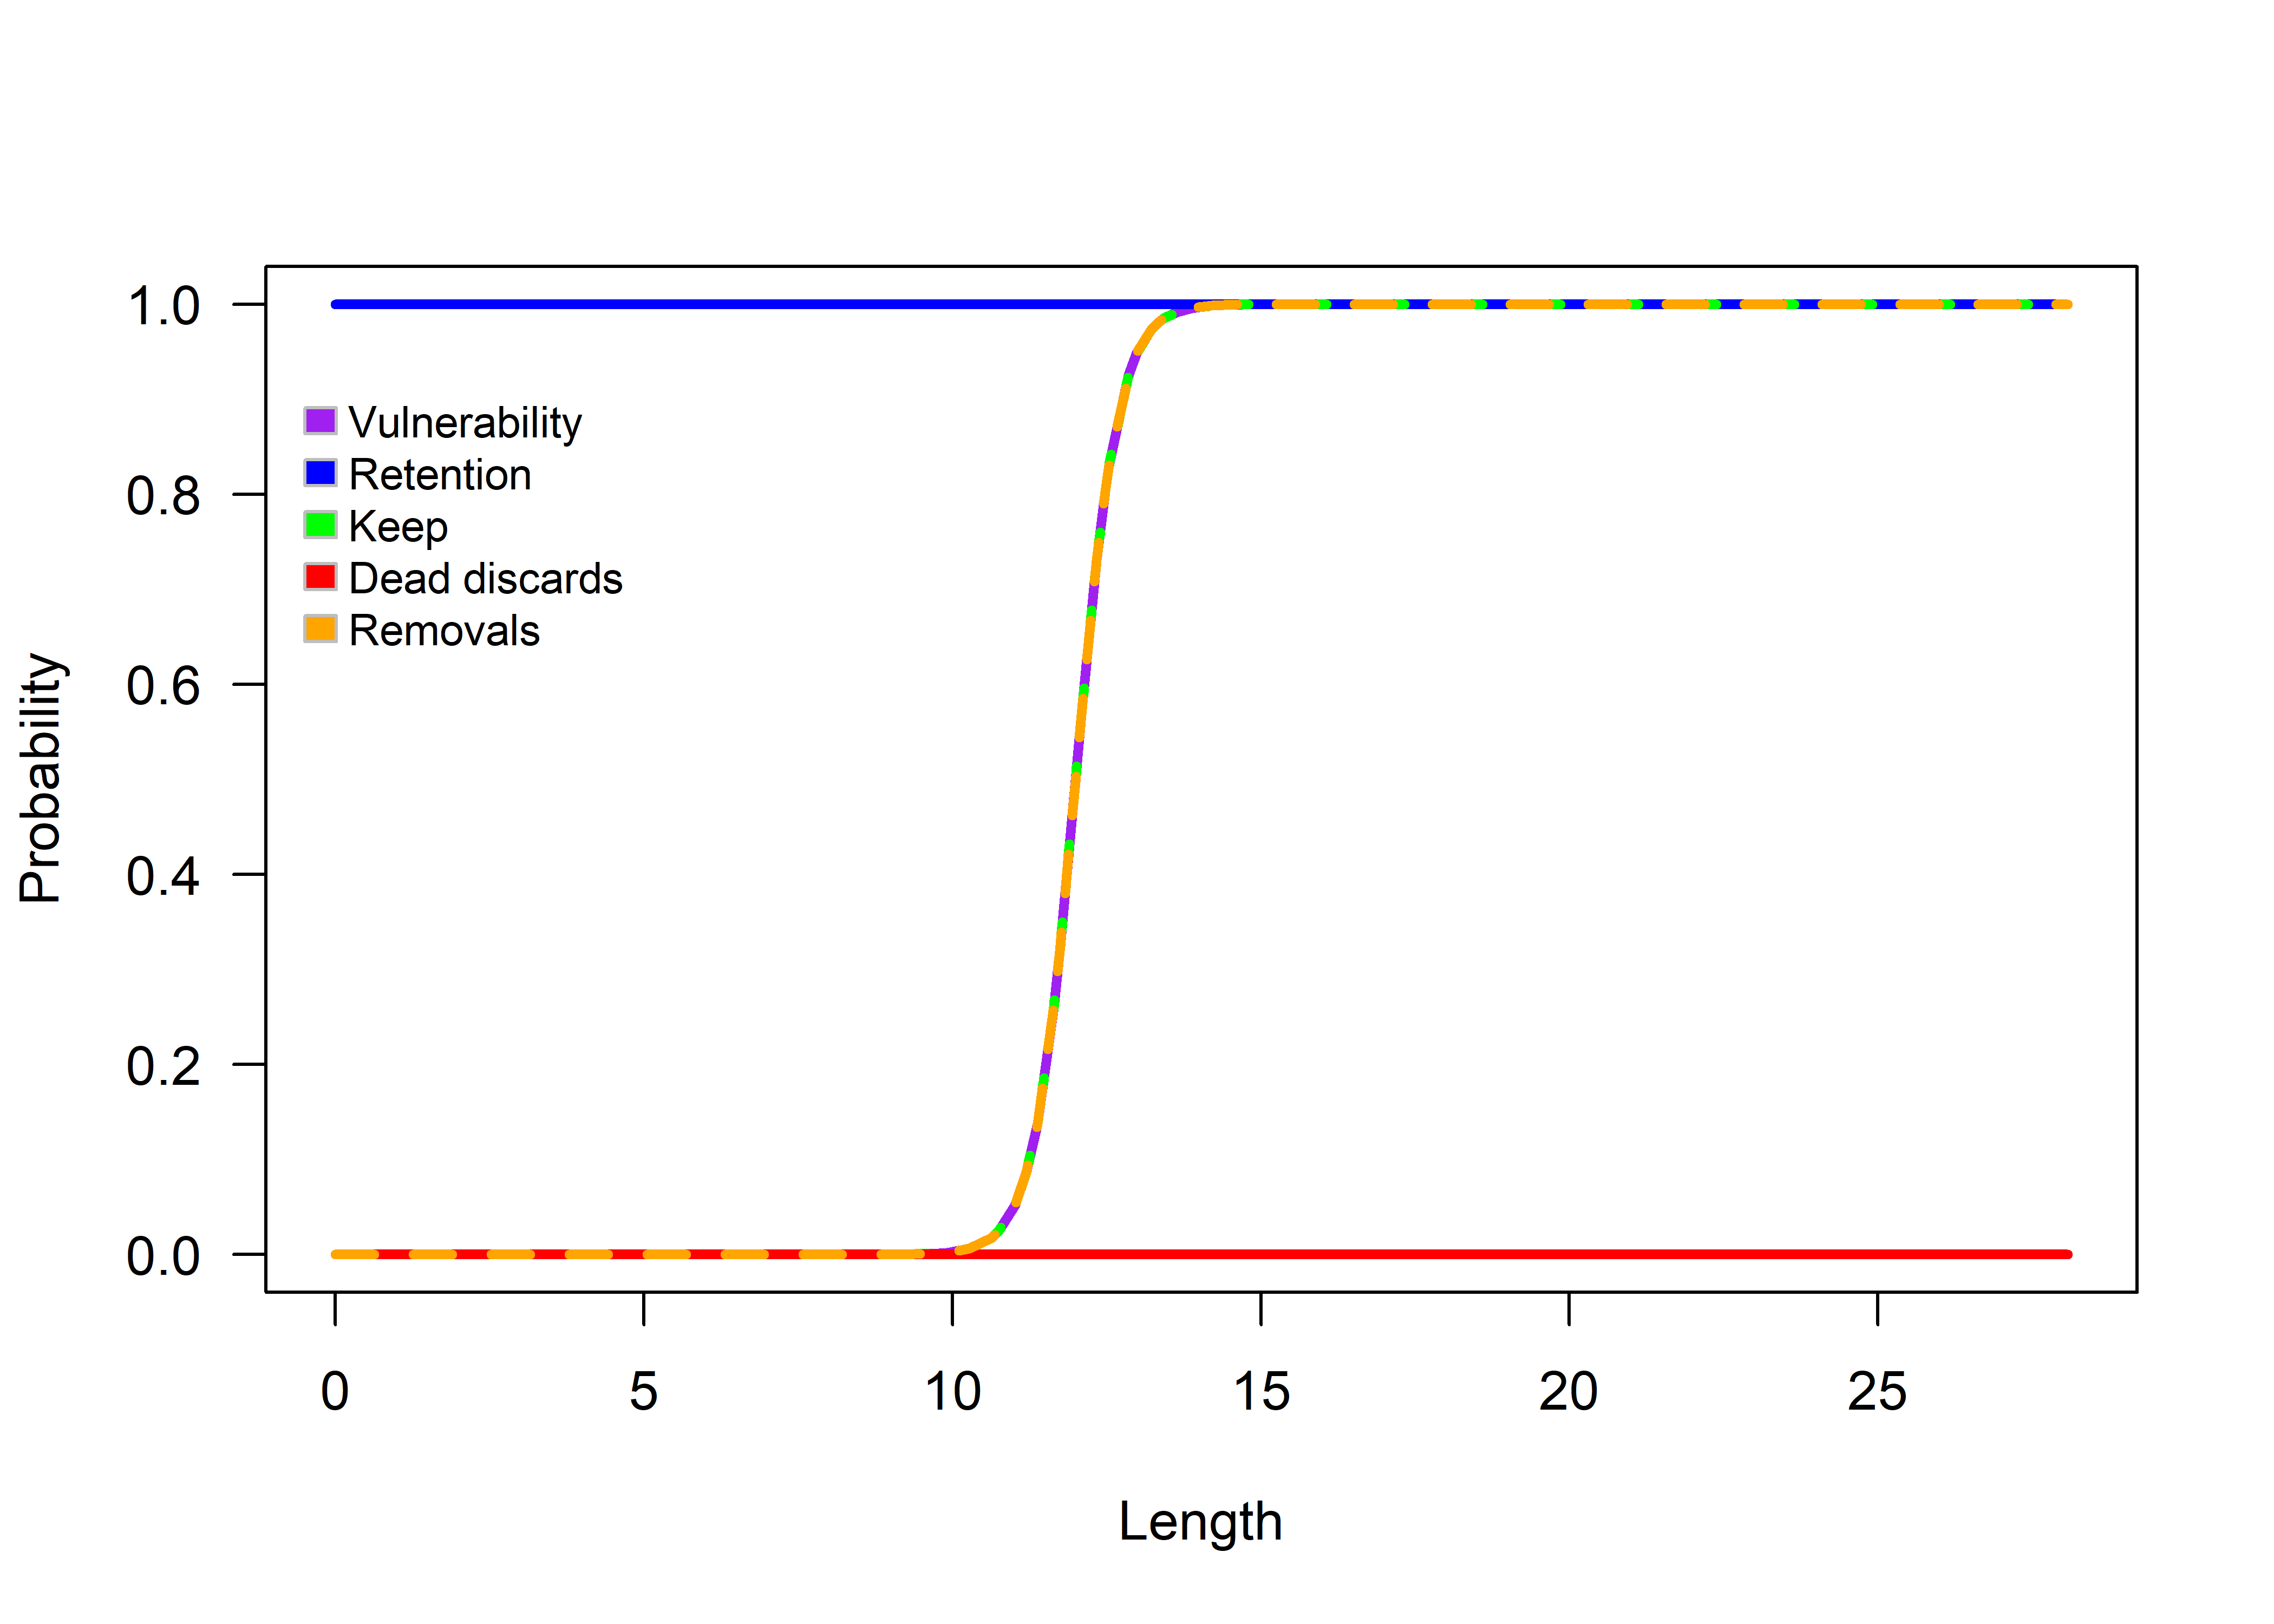 1.0
0.8
0.6
0.4
0.2
0.0
Probability
Vulnerability
Retention
Keep
Dead discards
Removals
0 5 10 15 20 25
Length